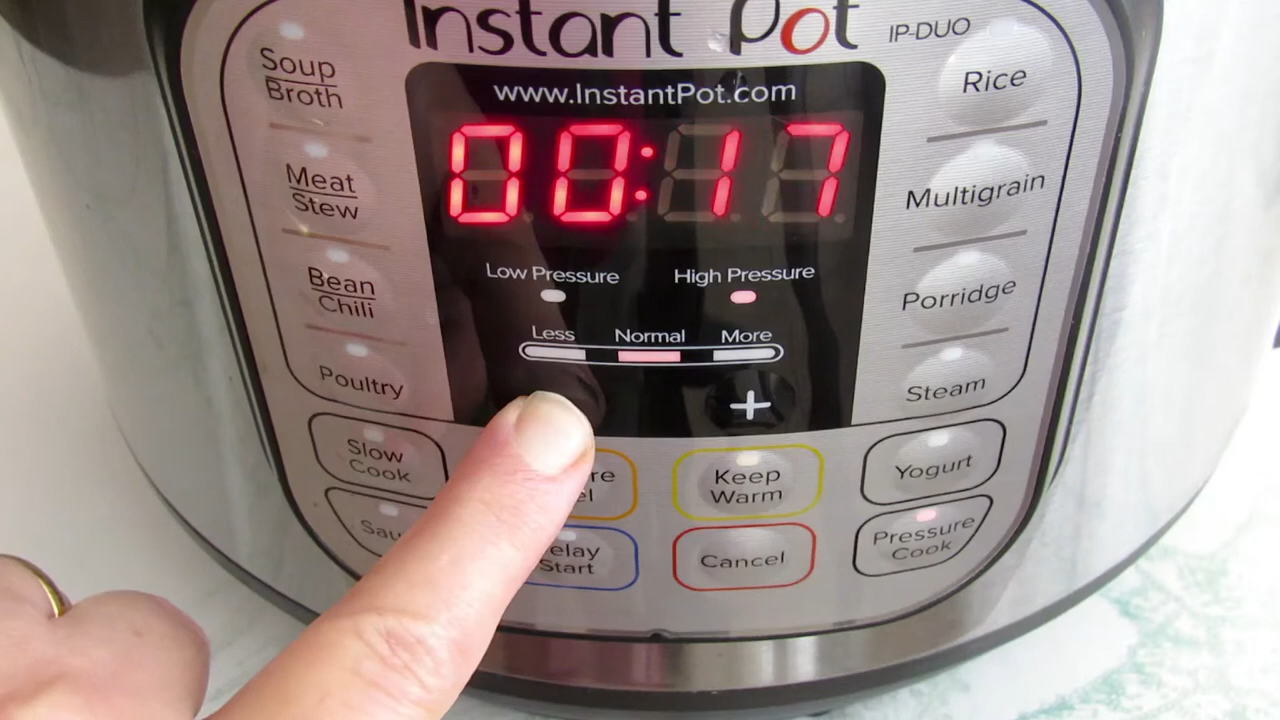 Instant Pot
IP-DUO
www.InstantPot.com
00:17
Low Pressure
High Pressure
Less
Normal
More
+
Soup
Broth
Meat
Stew
Bean
Chili
Poultry
Slow
Cook
Rice
Multigrain
Porridge
Steam
Keep
Warm
Yogurt
Start
Cancel
Pressure
Cook